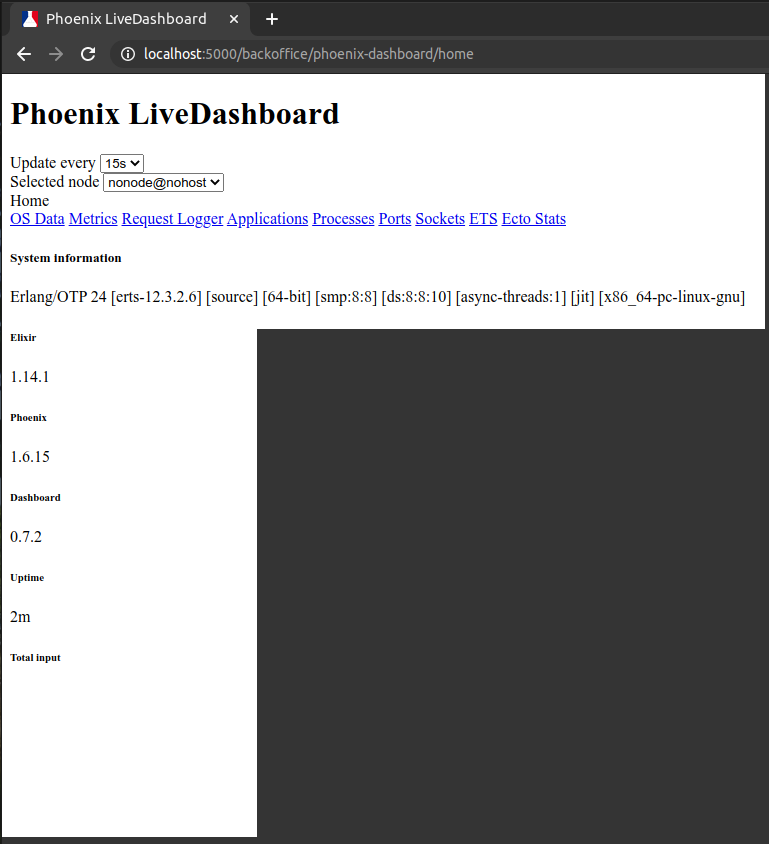 Phoenix LiveDashboard
localhost:5000/backoffice/phoenix-dashboard/home
Phoenix LiveDashboard
Update every 15s
Selected node nonode@nohost
Home
OS Data Metrics Request Logger Applications Processes Ports Sockets ETS Ecto Stats
System information
Erlang/OTP 24 [erts-12.3.2.6] [source] [64-bit] [smp:8:8] [ds:8:8:10] [async-threads:1] [jit] [x86_64-pc-linux-gnu]
Elixir
1.14.1
Phoenix
1.6.15
Dashboard
0.7.2
Uptime
2m
Total input